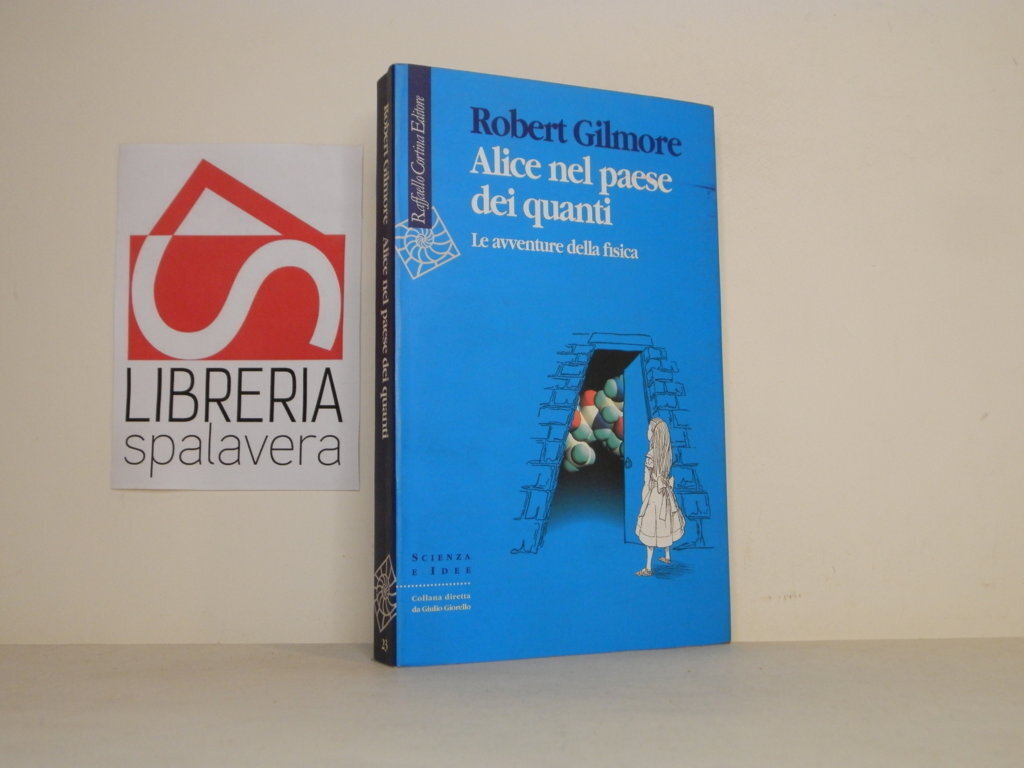 LIBRERIA
spalavera
Robert Gilmore Alice nel paese dei quanti
23
Raffaello Cortina Editore
Robert Gilmore
Alice nel paese
dei quanti
Le avventure della fisica
SCIENZA
E IDEE
Collana diretta
da Giulio Giorello